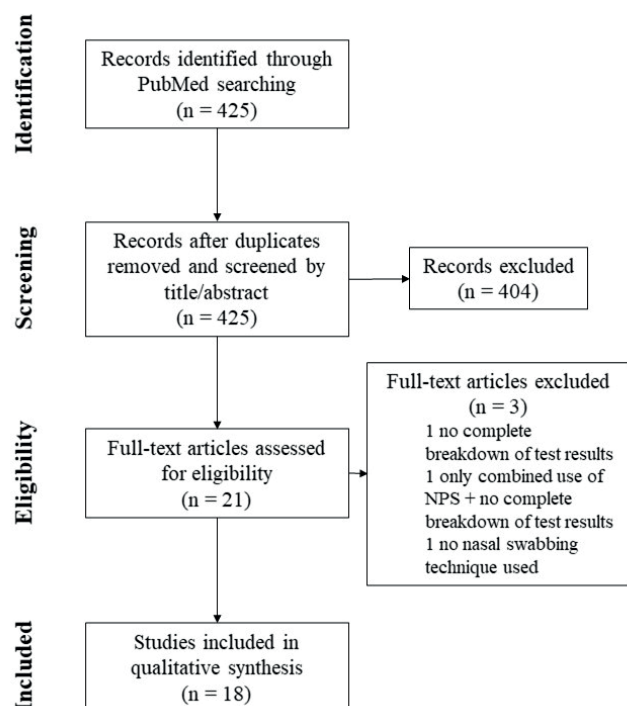 Identification
Records identified through
PubMed searching
(n = 425)
Screening
Records after duplicates
removed and screened by
title/abstract
(n = 425)
Records excluded
(n = 404)
Eligibility
Full-text articles assessed
for eligibility
(n = 21)
Full-text articles excluded
(n = 3)
1 no complete
breakdown of test results
1 only combined use of
NPS + no complete
breakdown of test results
1 no nasal swabbing
technique used
Included
Studies included in
qualitative synthesis
(n = 18)